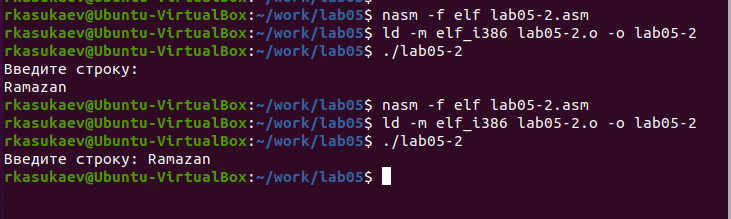 rkasukaev@Ubuntu-VirtualBox:~/work/lab05$ nasm -f elf lab05-2.asm
rkasukaev@Ubuntu-VirtualBox:~/work/lab05$ ld -m elf_i386 lab05-2.o -o lab05-2
rkasukaev@Ubuntu-VirtualBox:~/work/lab05$ ./lab05-2
Введите строку:
Ramazan
rkasukaev@Ubuntu-VirtualBox:~/work/lab05$ nasm -f elf lab05-2.asm
rkasukaev@Ubuntu-VirtualBox:~/work/lab05$ ld -m elf_i386 lab05-2.o -o lab05-2
rkasukaev@Ubuntu-VirtualBox:~/work/lab05$ ./lab05-2
Введите строку: Ramazan
rkasukaev@Ubuntu-VirtualBox:~/work/lab05$